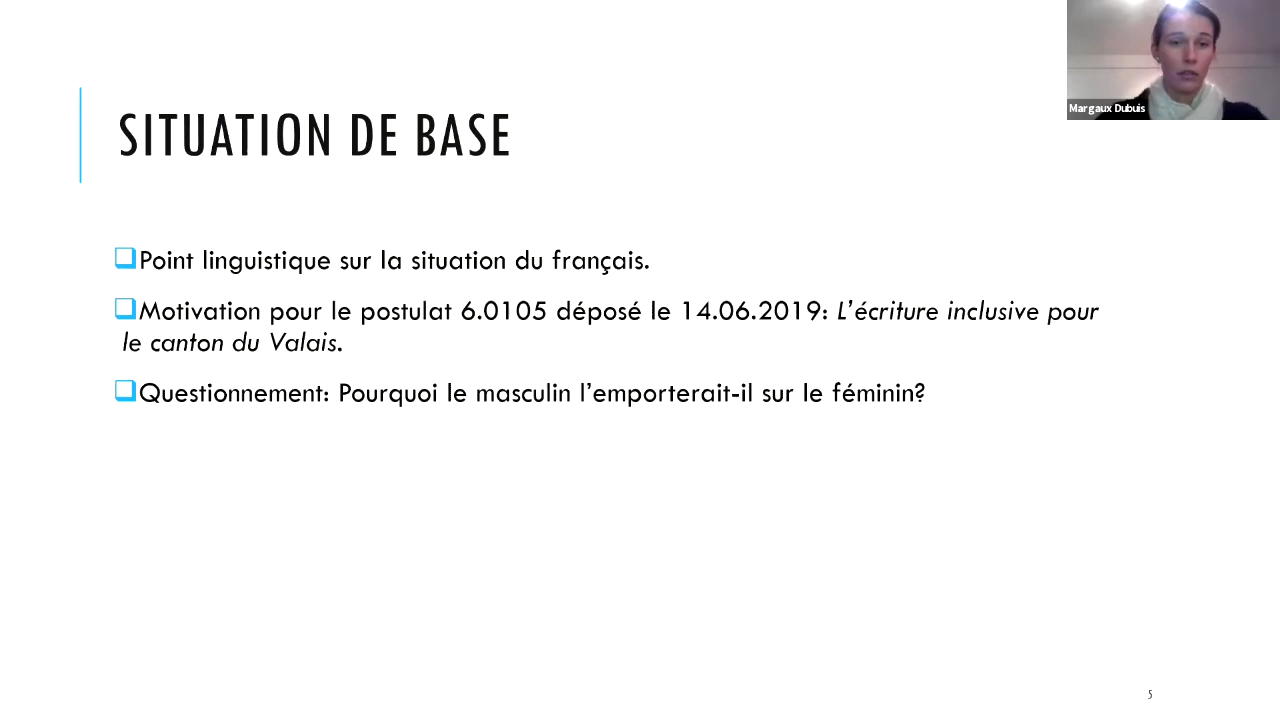 Margaux Dubuis
SITUATION DE BASE
Point linguistique sur la situation du français.
Motivation pour le postulat 6.0105 déposé le 14.06.2019: L’écriture inclusive pour
le canton du Valais.
Questionnement: Pourquoi le masculin l’emporterait-il sur le féminin?
5